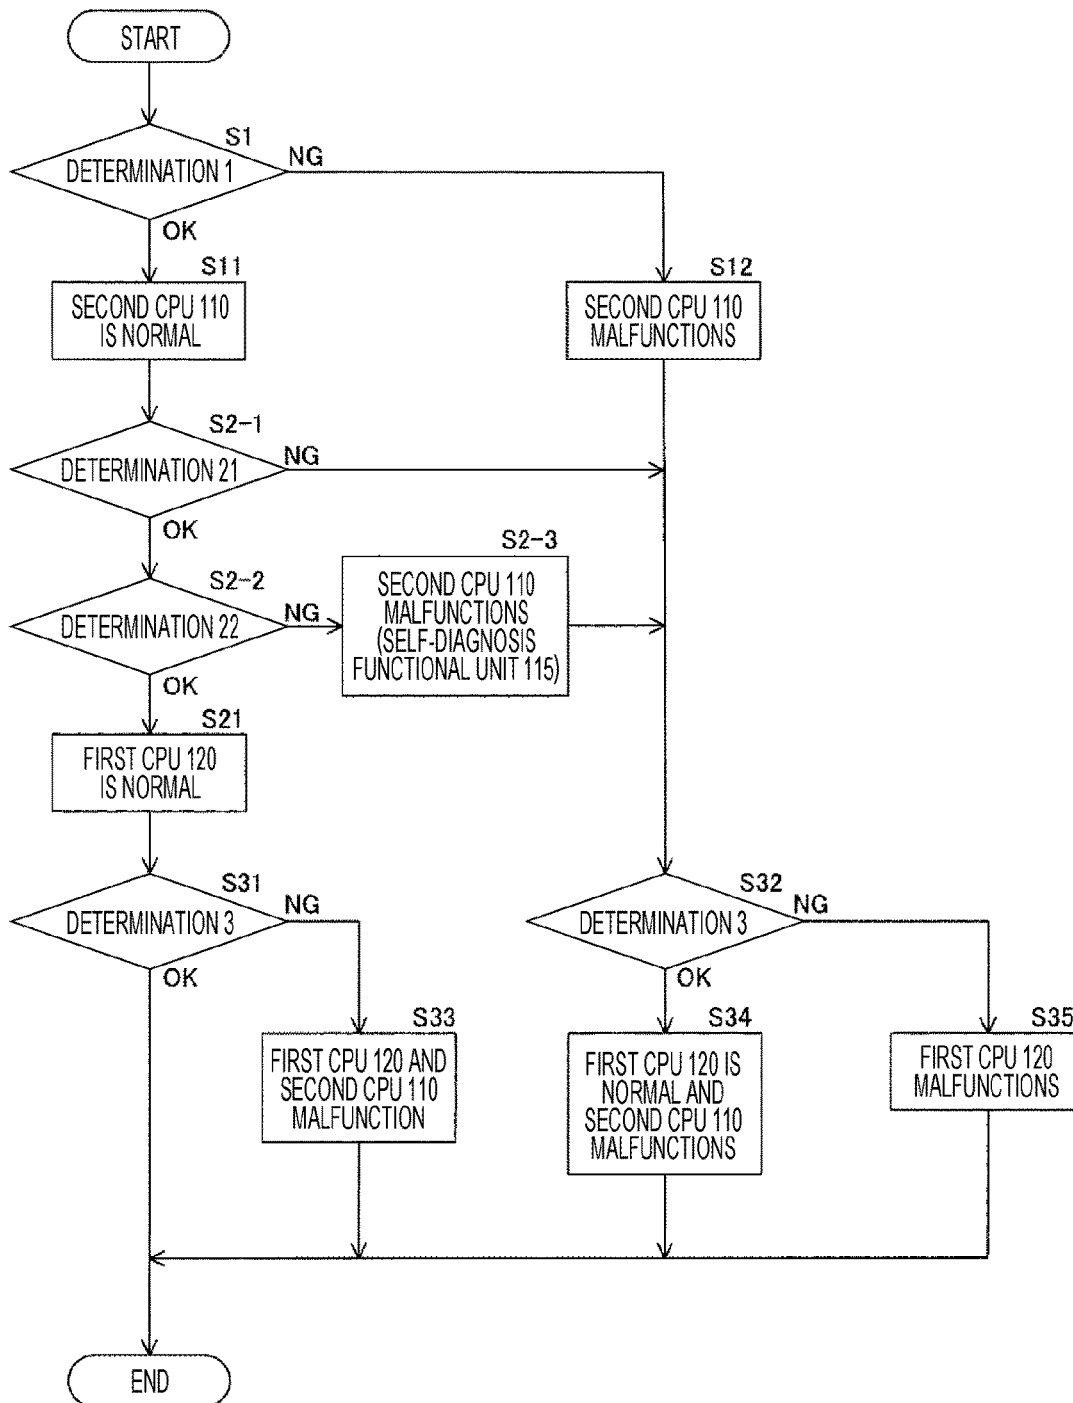 START
S1
DETERMINATION 1
NG
OK
S11
SECOND CPU 110
IS NORMAL
S12
SECOND CPU 110
MALFUNCTIONS
S2-1
DETERMINATION 21
NG
OK
S2-2
DETERMINATION 22
NG
OK
S2-3
SECOND CPU 110
MALFUNCTIONS
(SELF-DIAGNOSIS
FUNCTIONAL UNIT 115)
S21
FIRST CPU 120
IS NORMAL
S31
DETERMINATION 3
NG
OK
S32
DETERMINATION 3
NG
OK
S33
FIRST CPU 120 AND
SECOND CPU 110
MALFUNCTION
S34
FIRST CPU 120 IS
NORMAL AND
SECOND CPU 110
MALFUNCTIONS
S35
FIRST CPU 120
MALFUNCTIONS
END